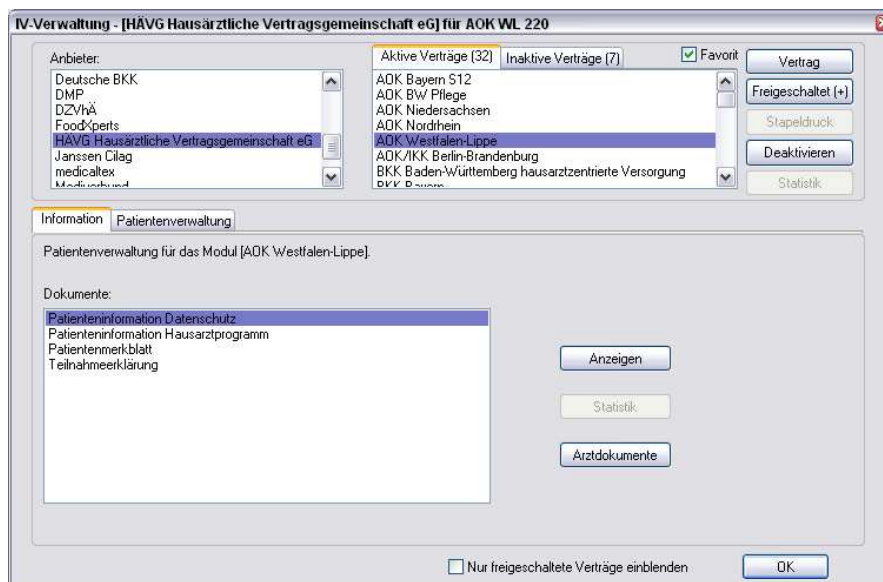 IV-Verwaltung - [HÄVG Hausärztliche Vertragsgemeinschaft eG] für AOK WL 220
Anbieter:
Deutsche BKK
DMP
DZVhÄ
FoodXperts
HÄVG Hausärztliche Vertragsgemeinschaft eG
Janssen Cilag
medicaltex
Mediverbund
Aktive Verträge (32)
Inaktive Verträge (7)
Favorit
AOK Bayern S12
AOK BW Pflege
AOK Niedersachsen
AOK Nordrhein
AOK Westfalen-Lippe
AOK/IKK Berlin-Brandenburg
BKK Baden-Württemberg hausarztzentrierte Versorgung
BKK Bayern
Vertrag
Freigeschaltet (+)
Stapeldruck
Deaktivieren
Statistik
Information
Patientenverwaltung
Patientenverwaltung für das Modul [AOK Westfalen-Lippe].
Dokumente:
Patienteninformation Datenschutz
Patienteninformation Hausarztprogramm
Patientenmerkblatt
Teilnahmeerklärung
Anzeigen
Statistik
Arztdokumente
Nur freigeschaltete Verträge einblenden
OK